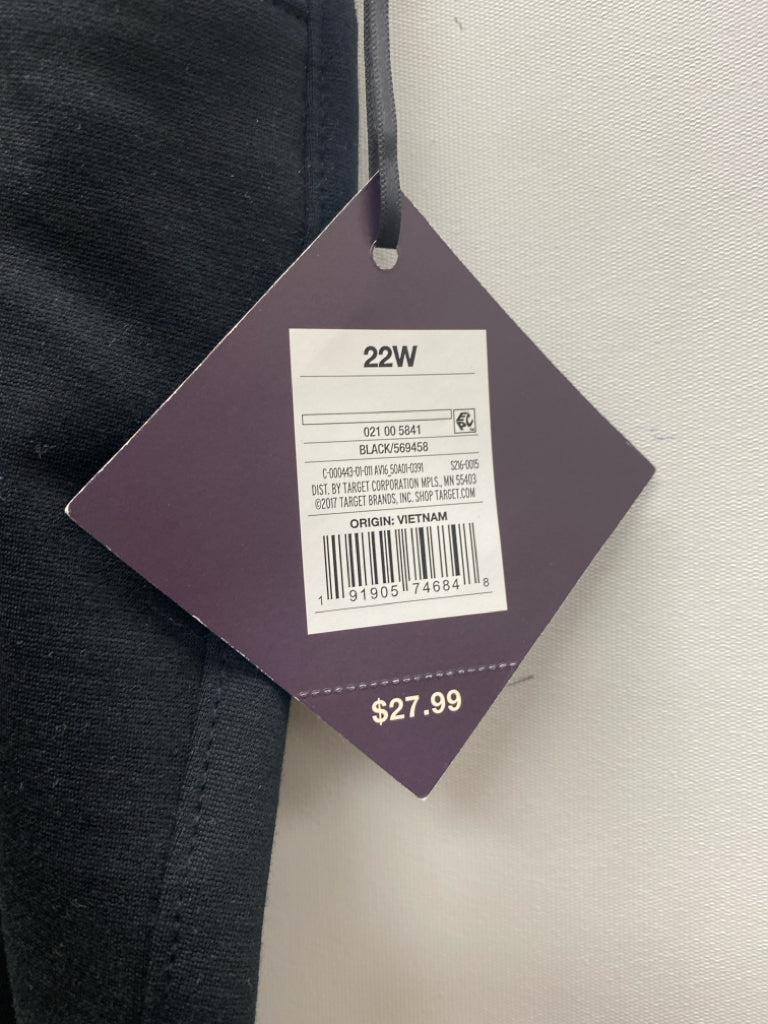 22W
021 00 5841
BLACK/569458
C-000443-01-011 AV16_50A01-0391 S216-0015
DIST. BY TARGET CORPORATION MPLS., MN 55403
©2017 TARGET BRANDS, INC. SHOP TARGET.COM
ORIGIN: VIETNAM
1 91905 74684 8
$27.99